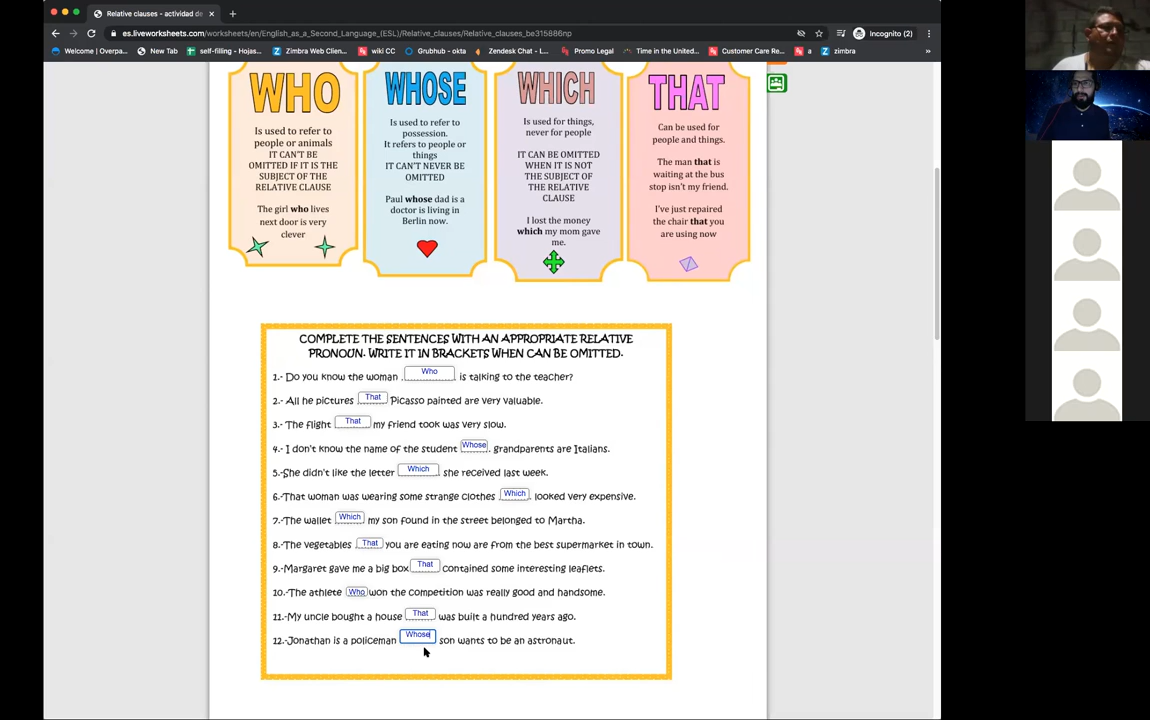 Relative clauses - actividad de
es.liveworksheets.com/worksheets/en/English_as_a_Second_Language_(ESL)/Relative_clauses/Relative_clauses_be315886np
Incognito (2)
Welcome | Overpa...
New Tab
self-filling - Hojas...
Zimbra Web Clien...
wiki CC
Grubhub - okta
Zendesk Chat - L...
Promo Legal
Time in the United...
Customer Care Re...
a
zimbra
»
WHO
Is used to refer to
people or animals
IT CAN'T BE
OMITTED IF IT IS THE
SUBJECT OF THE
RELATIVE CLAUSE
The girl who lives
next door is very
clever
WHOSE
Is used to refer to
possession.
It refers to people or
things
IT CAN'T NEVER BE
OMITTED
Paul whose dad is a
doctor is living in
Berlin now.
WHICH
Is used for things,
never for people
IT CAN BE OMITTED
WHEN IT IS NOT
THE SUBJECT OF
THE RELATIVE
CLAUSE
I lost the money
which my mom gave
me.
THAT
Can be used for
people and things.
The man that is
waiting at the bus
stop isn't my friend.
I've just repaired
the chair that you
are using now
COMPLETE THE SENTENCES WITH AN APPROPRIATE RELATIVE
PRONOUN. WRITE IT IN BRACKETS WHEN CAN BE OMITTED.
1.- Do you know the woman Who is talking to the teacher?
2.- All he pictures That Picasso painted are very valuable.
3.- The flight That my friend took was very slow.
4.- I don't know the name of the student Whose grandparents are Italians.
5.-She didn't like the letter Which she received last week.
6.-That woman was wearing some strange clothes Which looked very expensive.
7.-The wallet Which my son found in the street belonged to Martha.
8.-The vegetables That you are eating now are from the best supermarket in town.
9.-Margaret gave me a big box That contained some interesting leaflets.
10.-The athlete Who won the competition was really good and handsome.
11.-My uncle bought a house That was built a hundred years ago.
12.-Jonathan is a policeman Whose son wants to be an astronaut.